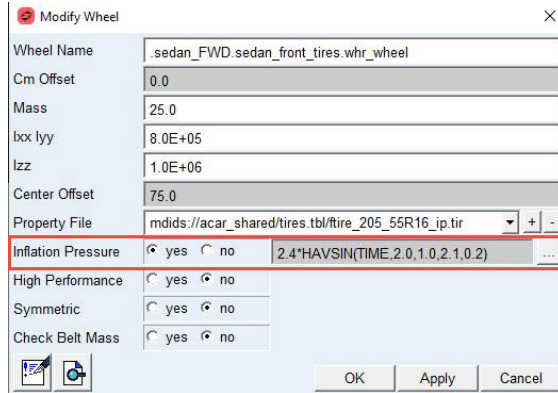 Modify Wheel
Wheel Name .sedan_FWD.sedan_front_tires.whr_wheel
Cm Offset 0.0
Mass 25.0
Ixx Iyy 8.0E+05
Izz 1.0E+06
Center Offset 75.0
Property File mdids://acar_shared/tires.tbl/ftire_205_55R16_ip.tir + -
Inflation Pressure yes no 2.4*HAVSIN(TIME,2.0,1.0,2.1,0.2) ...
High Performance yes no
Symmetric yes no
Check Belt Mass yes no
OK Apply Cancel